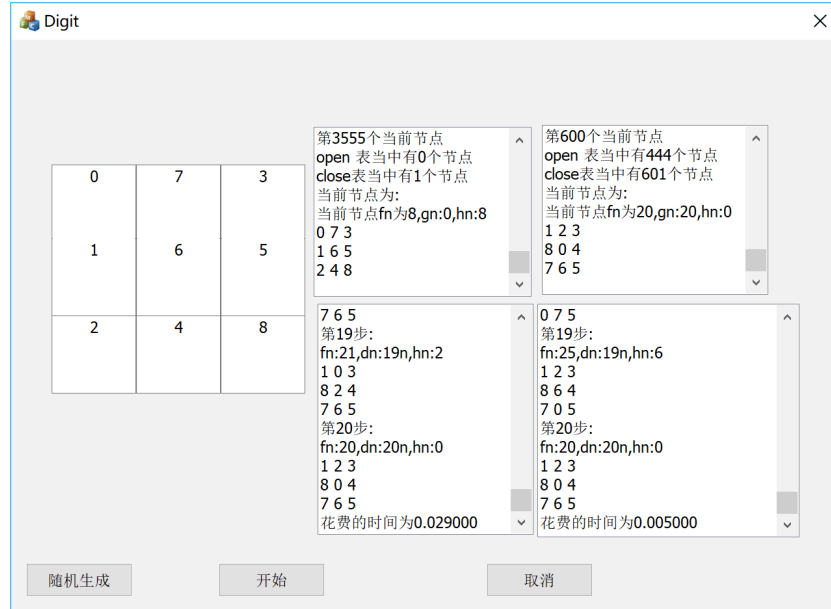 Digit
0 7 3
1 6 5
2 4 8
第3555个当前节点
open 表当中有0个节点
close表当中有1个节点
当前节点为:
当前节点fn为8,gn:0,hn:8
0 7 3
1 6 5
2 4 8
第600个当前节点
open 表当中有444个节点
close表当中有601个节点
当前节点为:
当前节点fn为20,gn:20,hn:0
1 2 3
8 0 4
7 6 5
7 6 5
第19步:
fn:21,dn:19n,hn:2
1 0 3
8 2 4
7 6 5
第20步:
fn:20,dn:20n,hn:0
1 2 3
8 0 4
7 6 5
花费的时间为0.029000
0 7 5
第19步:
fn:25,dn:19n,hn:6
1 2 3
8 6 4
7 0 5
第20步:
fn:20,dn:20n,hn:0
1 2 3
8 0 4
7 6 5
花费的时间为0.005000
随机生成
开始
取消